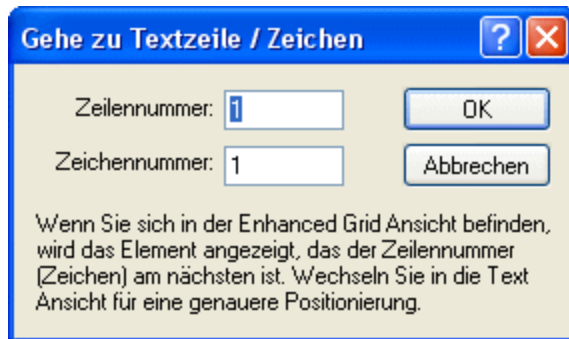 Gehe zu Textzeile / Zeichen
Zeilennummer: 1 OK
Zeichennummer: 1 Abbrechen
Wenn Sie sich in der Enhanced Grid Ansicht befinden,
wird das Element angezeigt, das der Zeilennummer
(Zeichen) am nächsten ist. Wechseln Sie in die Text
Ansicht für eine genauere Positionierung.